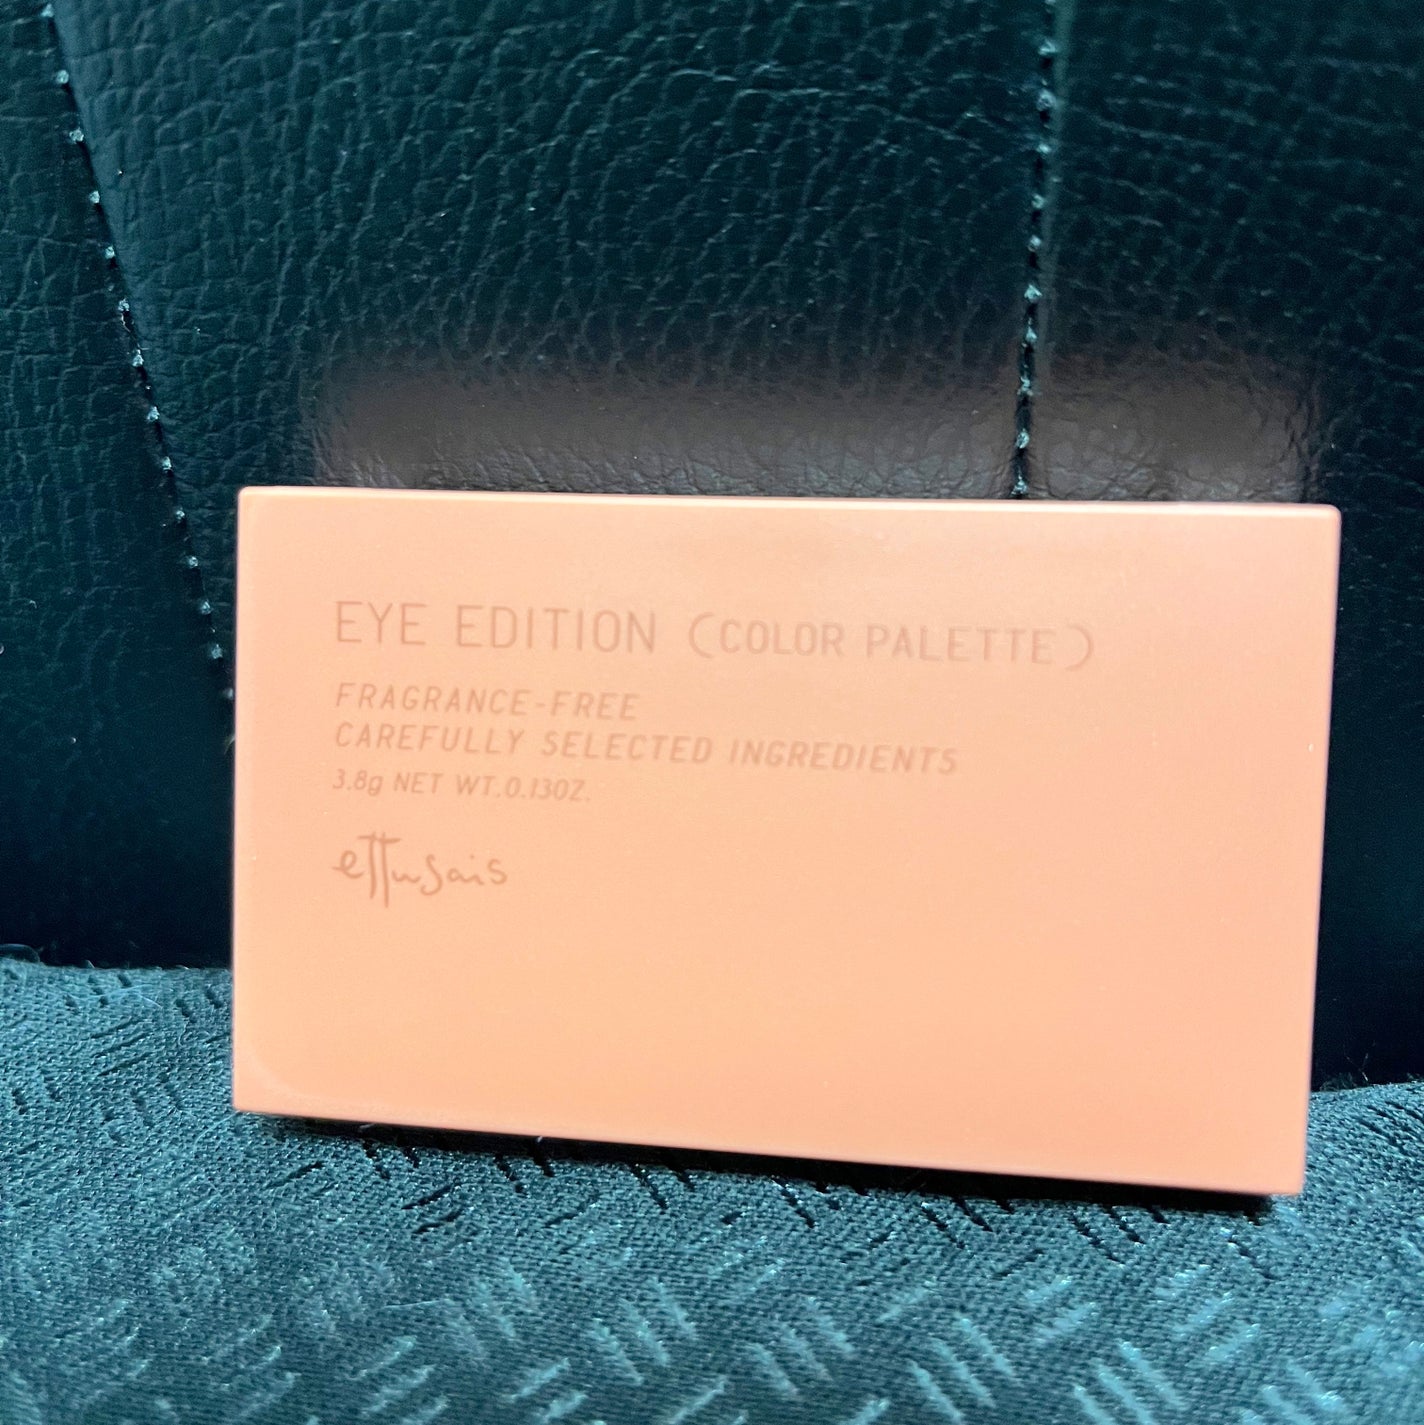 EYE EDITION (COLOR PALETTE)
FRAGRANCE-FREE
CAREFULLY SELECTED INGREDIENTS
3.8g NET WT.0.13OZ.
ettusais